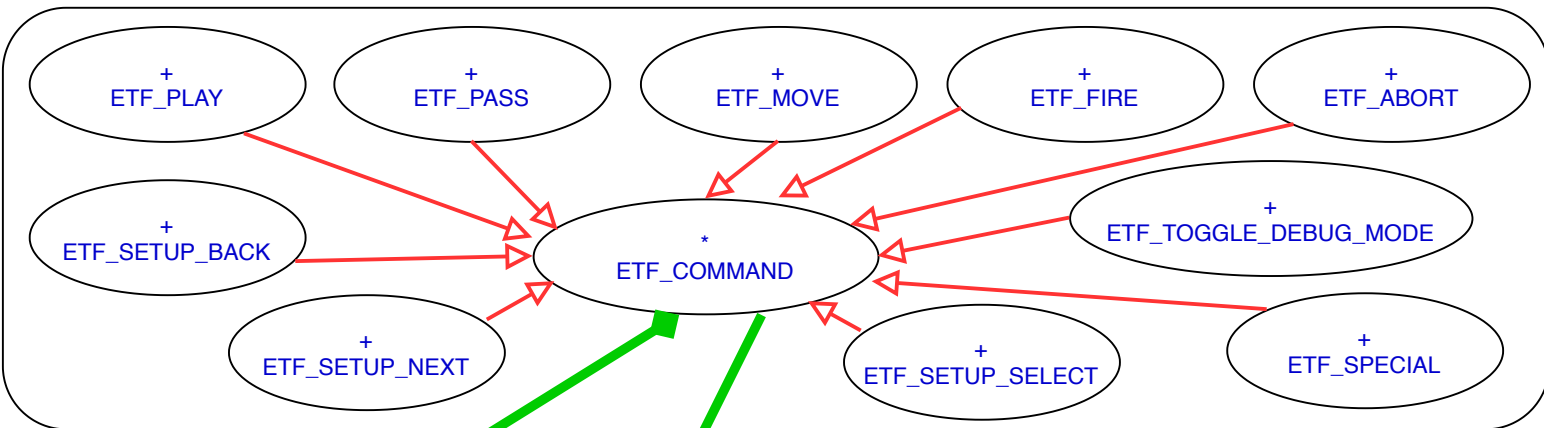 +
ETF_PLAY
+
ETF_PASS
+
ETF_MOVE
+
ETF_FIRE
+
ETF_ABORT
+
ETF_SETUP_BACK
*
ETF_COMMAND
+
ETF_TOGGLE_DEBUG_MODE
+
ETF_SETUP_NEXT
+
ETF_SETUP_SELECT
+
ETF_SPECIAL